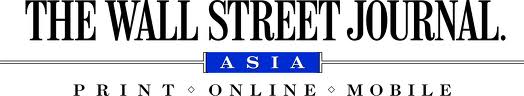 THE WALL STREET JOURNAL.
ASIA
PRINT ◇ ONLINE ◇ MOBILE